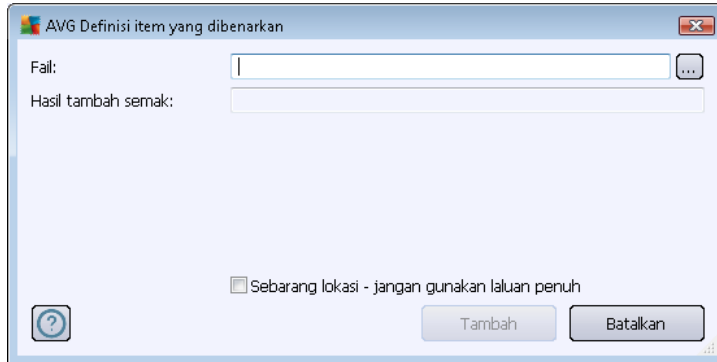 AVG Definisi item yang dibenarkan
Fail:
...
Hasil tambah semak:
Sebarang lokasi - jangan gunakan laluan penuh
?
Tambah
Batalkan